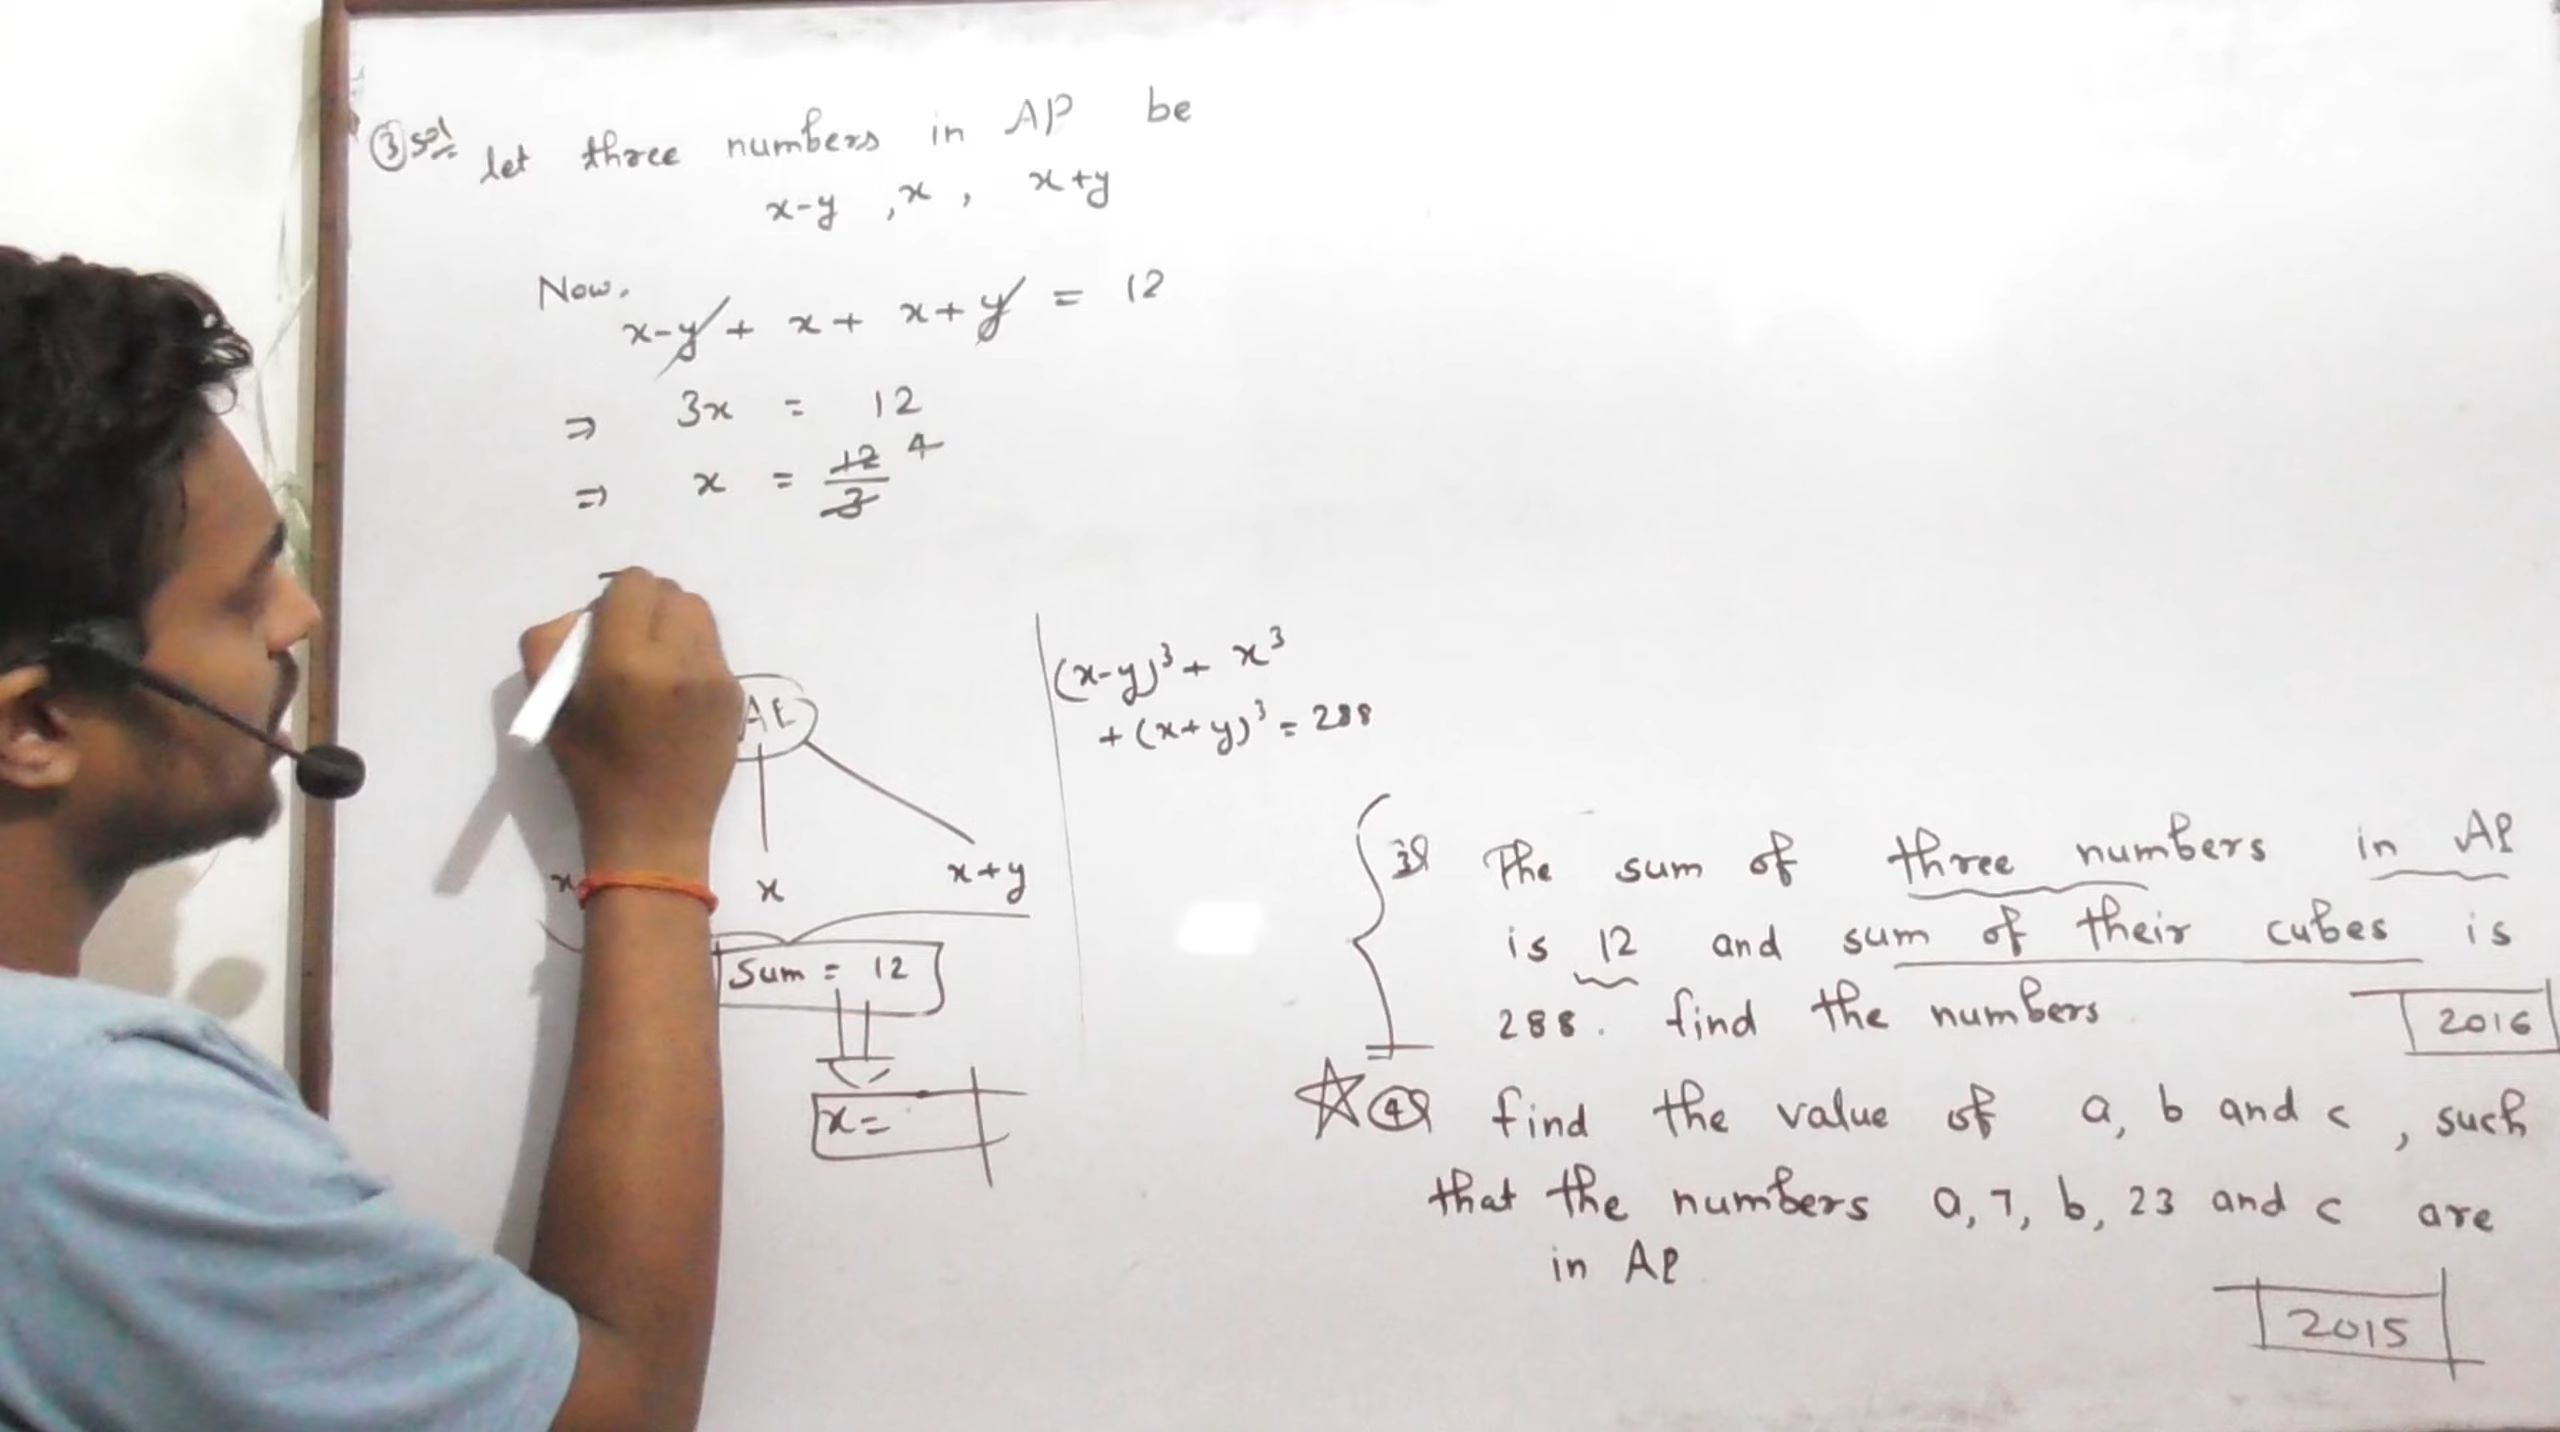 ③ sol let three numbers in AP be
x-y , x , x+y
Now,
x-y + x + x+y = 12
⇒ 3x = 12
⇒ x = 12/3 4
x
x+y
Sum = 12
x=
(x-y)³ + x³
+ (x+y)³ = 288
3) The sum of three numbers in AP
is 12 and sum of their cubes is
288. find the numbers
2016
④ find the value of a, b and c, such
that the numbers a, 7, b, 23 and c are
in AP
2015